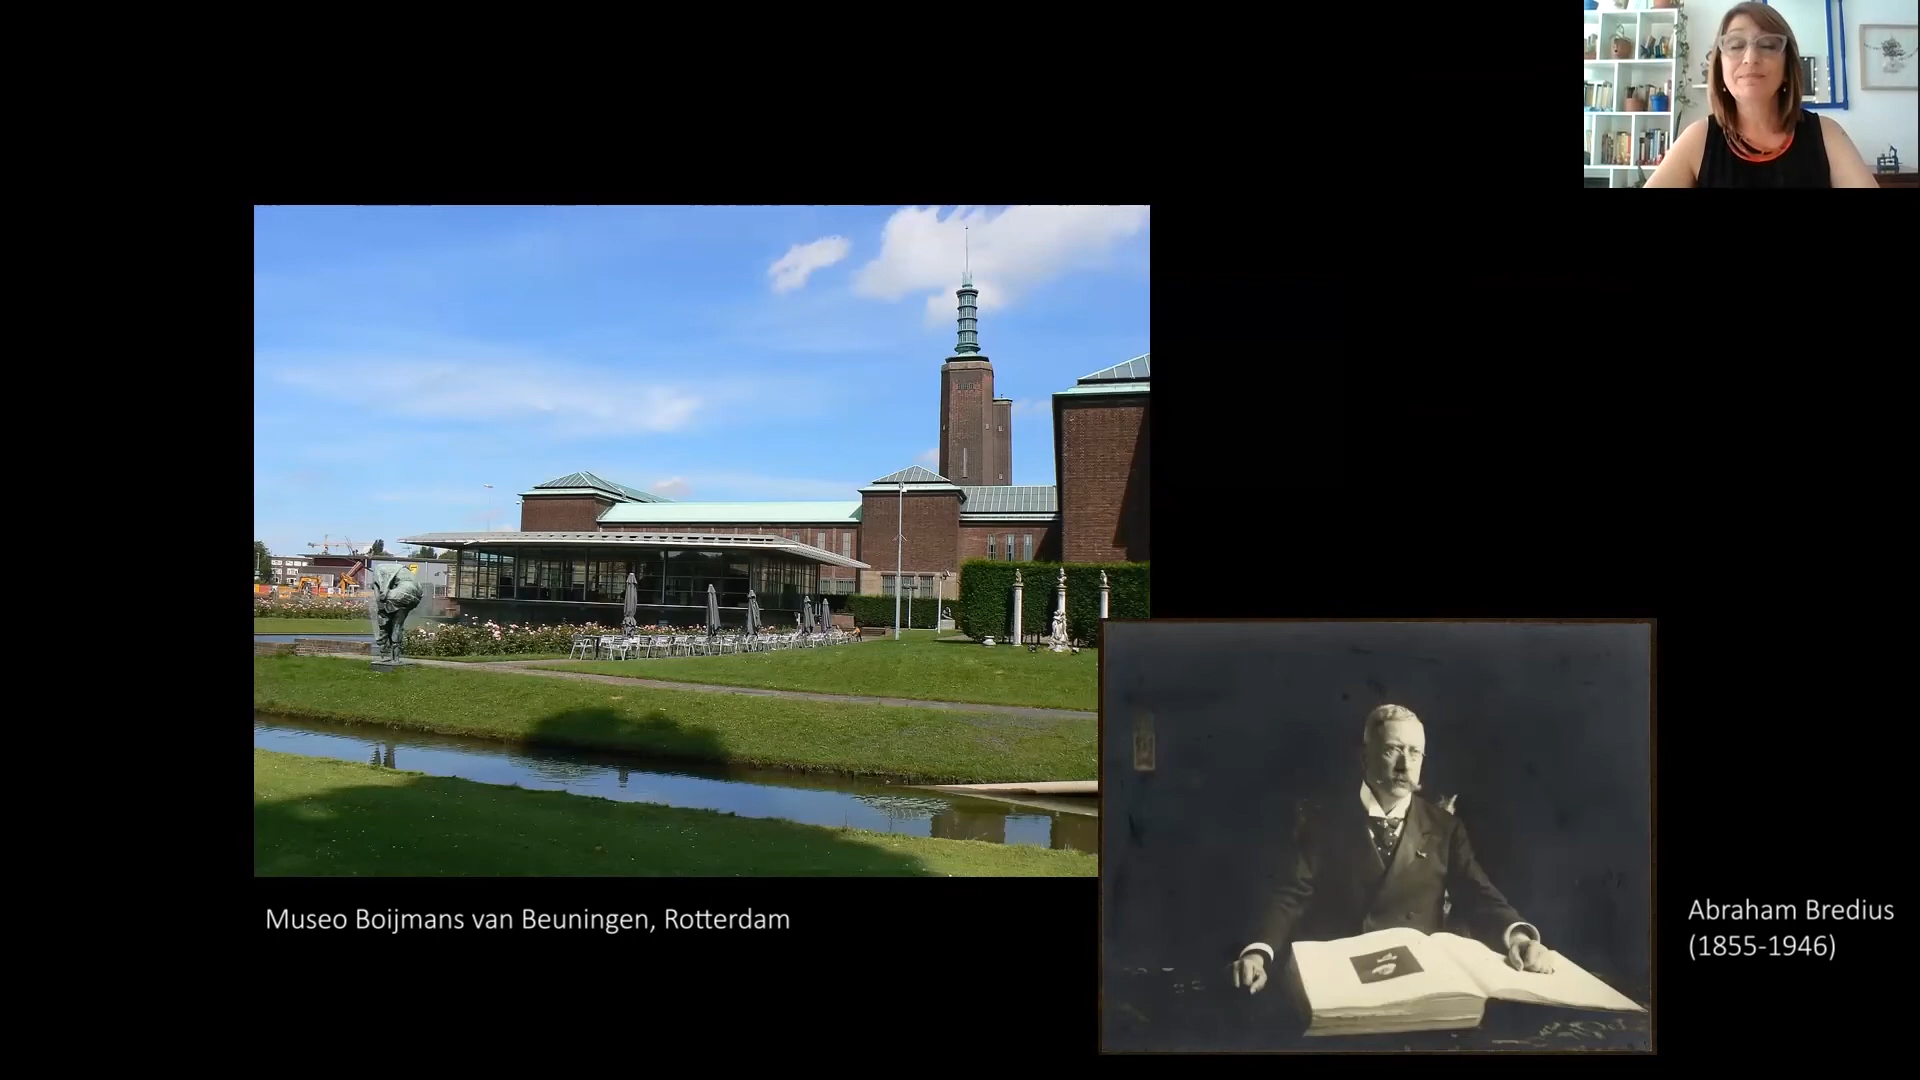 Museo Boijmans van Beuningen, Rotterdam
Abraham Bredius
(1855-1946)